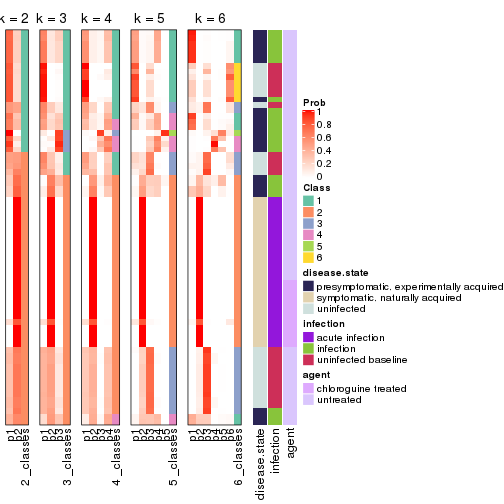 k = 2
k = 3
k = 4
k = 5
k = 6
p1
p2
2_classes
p1
p2
p3
3_classes
p1
p2
p3
p4
4_classes
p1
p2
p3
p4
p5
5_classes
p1
p2
p3
p4
p5
p6
6_classes
disease.state
infection
agent
Prob
1
0.8
0.6
0.4
0.2
0
Class
1
2
3
4
5
6
disease.state
presymptomatic. experimentally acquired
symptomatic. naturally acquired
uninfected
infection
acute infection
infection
uninfected baseline
agent
chloroguine treated
untreated